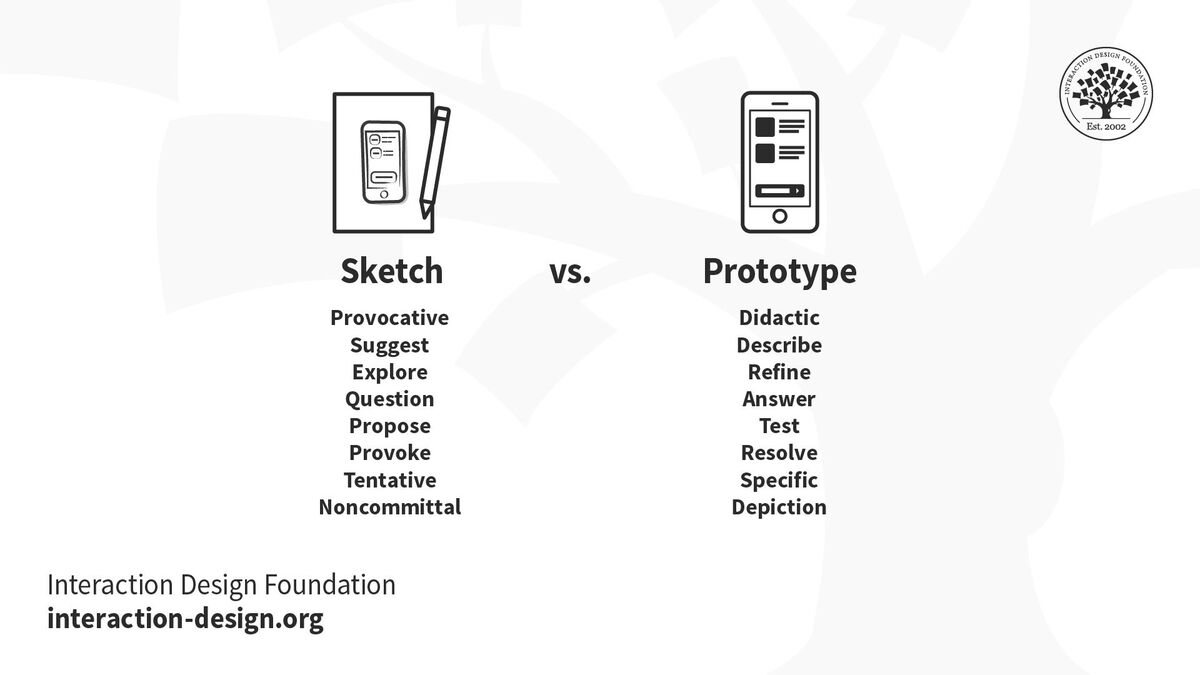 INTERACTION DESIGN FOUNDATION
Est. 2002
Sketch vs. Prototype
Provocative Didactic
Suggest Describe
Explore Refine
Question Answer
Propose Test
Provoke Resolve
Tentative Specific
Noncommittal Depiction
Interaction Design Foundation
interaction-design.org